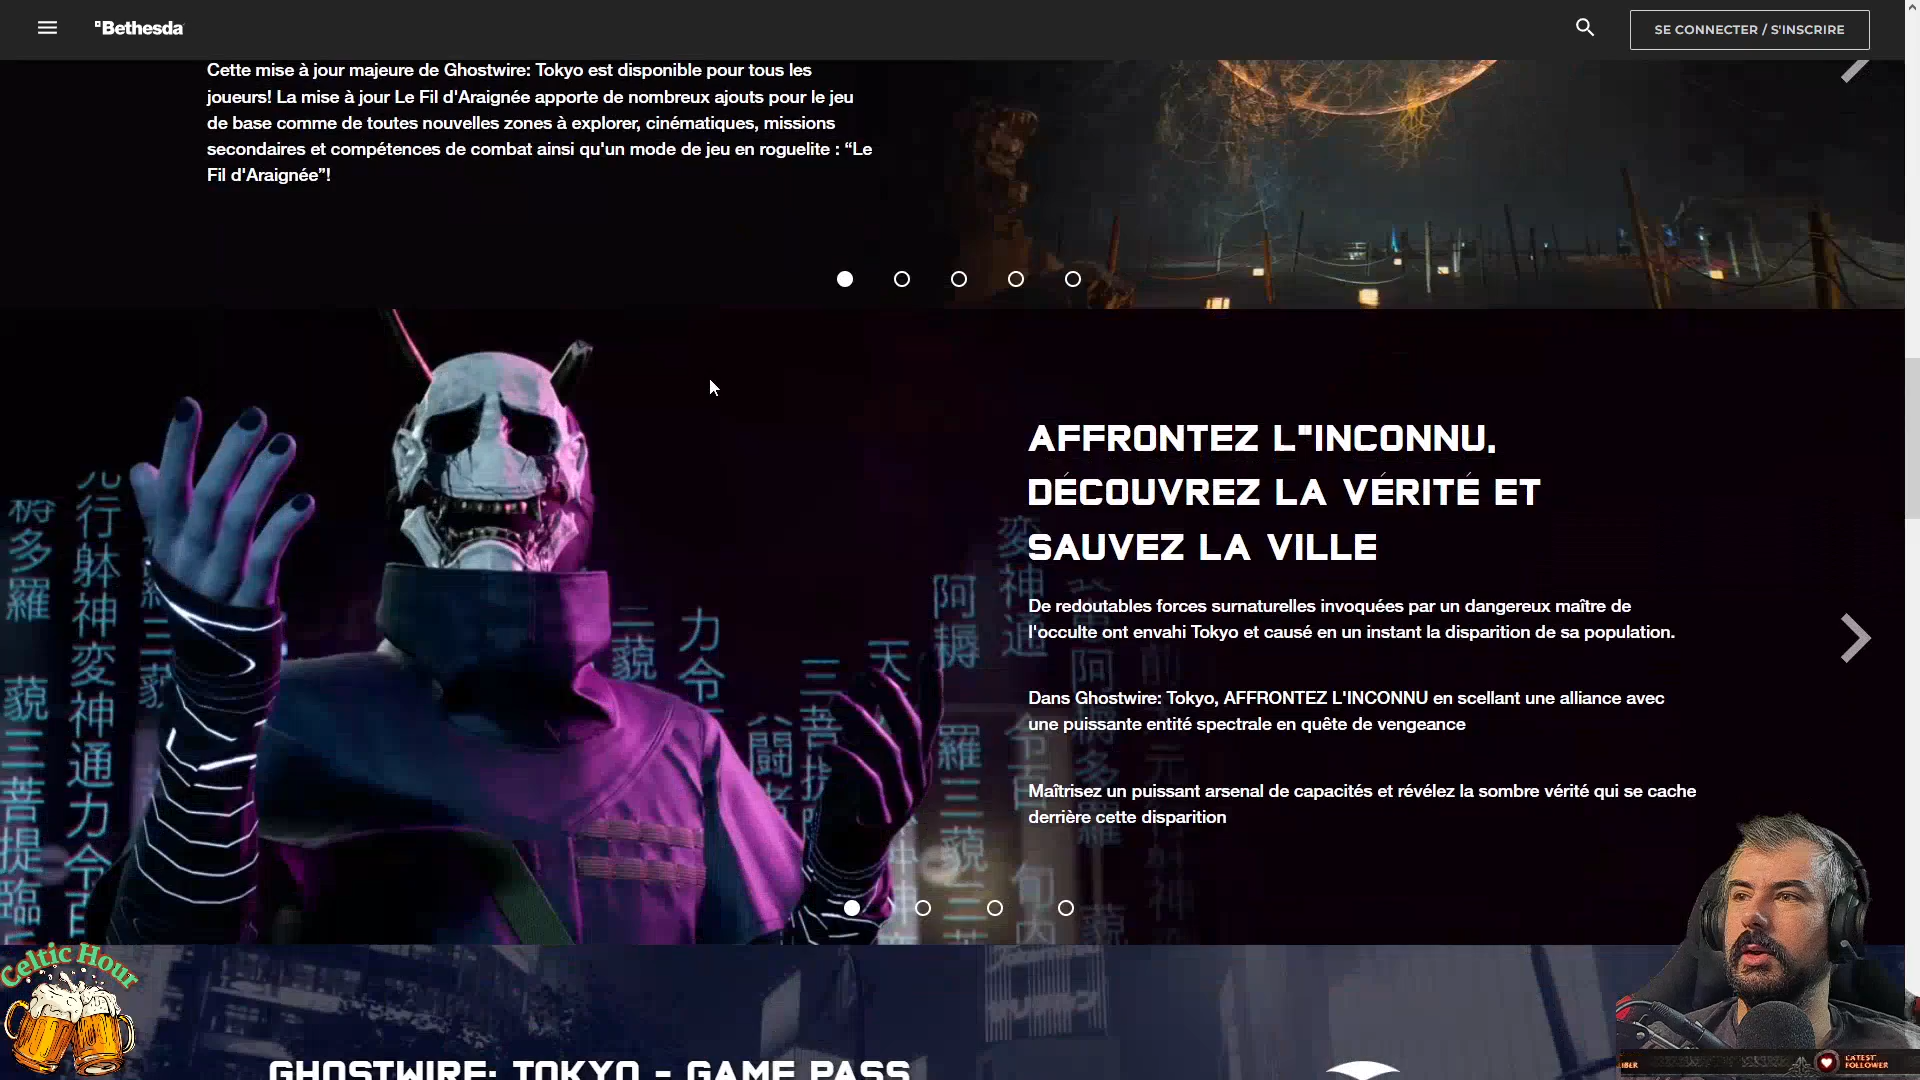 Bethesda
SE CONNECTER / S'INSCRIRE
Cette mise à jour majeure de Ghostwire: Tokyo est disponible pour tous les
joueurs! La mise à jour Le Fil d'Araignée apporte de nombreux ajouts pour le jeu
de base comme de toutes nouvelles zones à explorer, cinématiques, missions
secondaires et compétences de combat ainsi qu'un mode de jeu en roguelite : “Le
Fil d'Araignée”!
AFFRONTEZ L"INCONNU,
DÉCOUVREZ LA VÉRITÉ ET
SAUVEZ LA VILLE
De redoutables forces surnaturelles invoquées par un dangereux maître de
l'occulte ont envahi Tokyo et causé en un instant la disparition de sa population.
Dans Ghostwire: Tokyo, AFFRONTEZ L'INCONNU en scellant une alliance avec
une puissante entité spectrale en quête de vengeance
Maîtrisez un puissant arsenal de capacités et révélez la sombre vérité qui se cache
derrière cette disparition
Celtic Hour
GHOSTWIRE: TOKYO - GAME PASS
LATEST
FOLLOWER